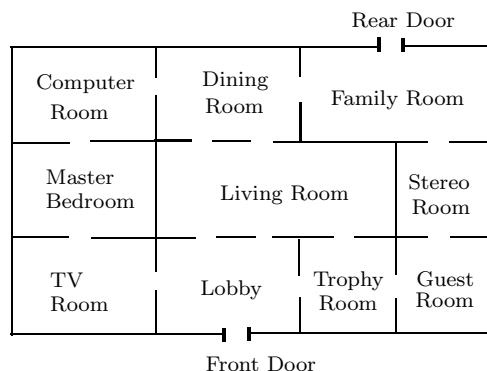 Rear Door
Computer
Room
Dining
Room
Family Room
Master
Bedroom
Living Room
Stereo
Room
TV
Room
Lobby
Trophy
Room
Guest
Room
Front Door